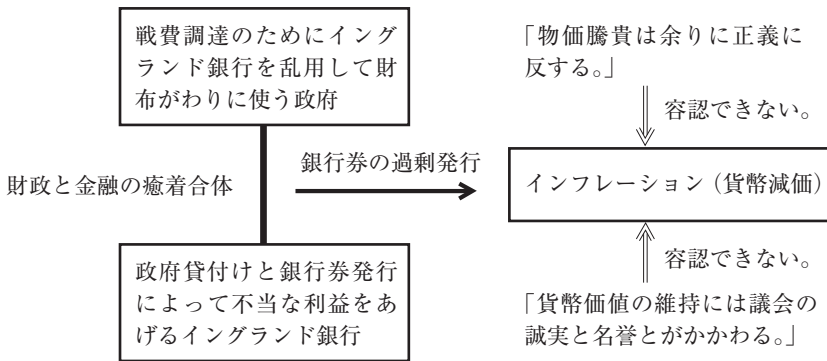 戦費調達のためにイング
ランド銀行を乱用して財
布がわりに使う政府
財政と金融の癒着合体
政府貸付けと銀行券発行
によって不当な利益をあ
げるイングランド銀行
銀行券の過剰発行
「物価騰貴は余りに正義に
反する。」
容認できない。
インフレーション(貨幣減価)
容認できない。
「貨幣価値の維持には議会の
誠実と名誉とがかかわる。」